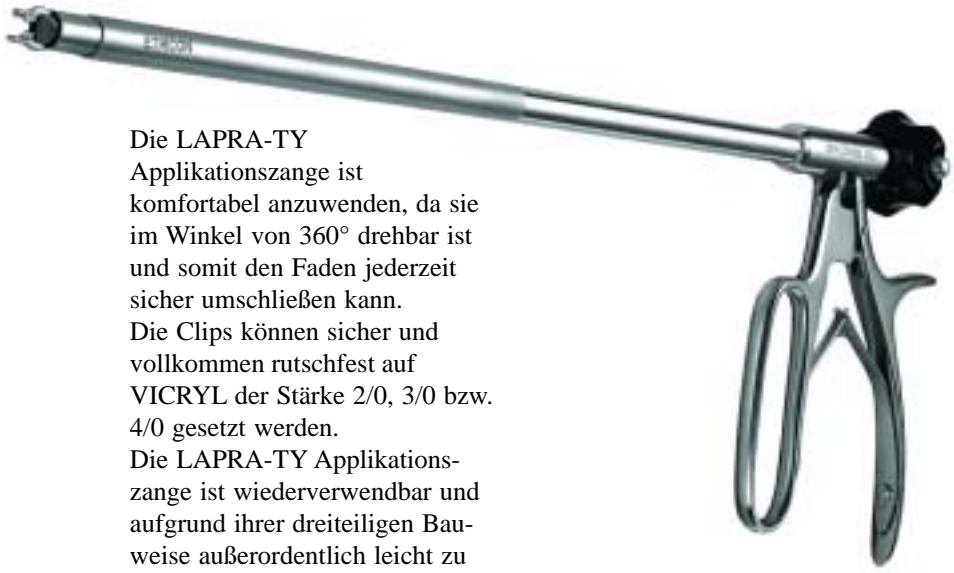 ETHICON
Die LAPRA-TY
Applikationszange ist
komfortabel anzuwenden, da sie
im Winkel von 360° drehbar ist
und somit den Faden jederzeit
sicher umschließen kann.
Die Clips können sicher und
vollkommen rutschfest auf
VICRYL der Stärke 2/0, 3/0 bzw.
4/0 gesetzt werden.
Die LAPRA-TY Applikations-
zange ist wiederverwendbar und
aufgrund ihrer dreiteiligen Bau-
weise außerordentlich leicht zu